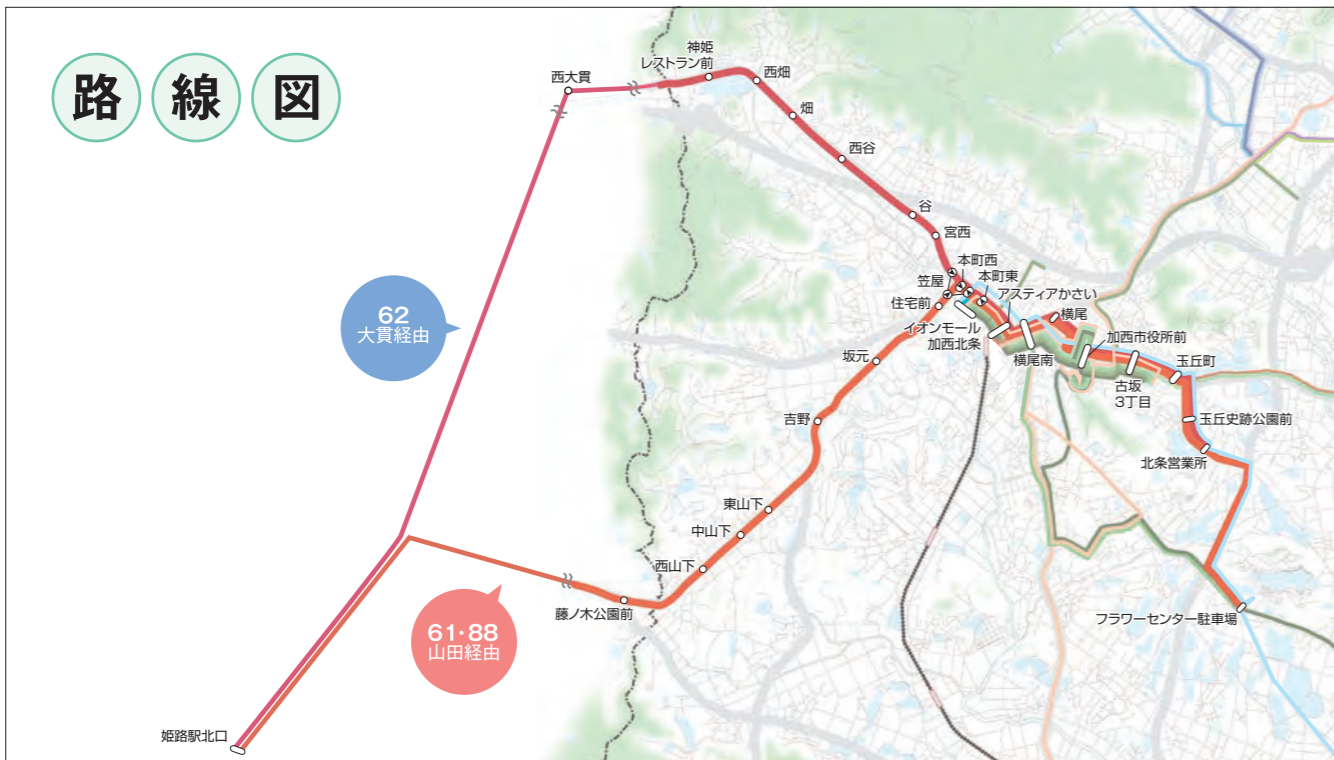 路線図
神姫
レストラン前
西大貫
西畑
畑
西谷
谷
宮西
本町西
笠屋
本町東
住宅前
アスティアかさい
横尾
イオンモール
加西北条
加西市役所前
横尾南
玉丘町
古坂
3丁目
62
大貫経由
坂元
吉野
玉丘史跡公園前
北条営業所
東山下
中山下
西山下
藤ノ木公園前
フラワーセンター駐車場
61・88
山田経由
姫路駅北口